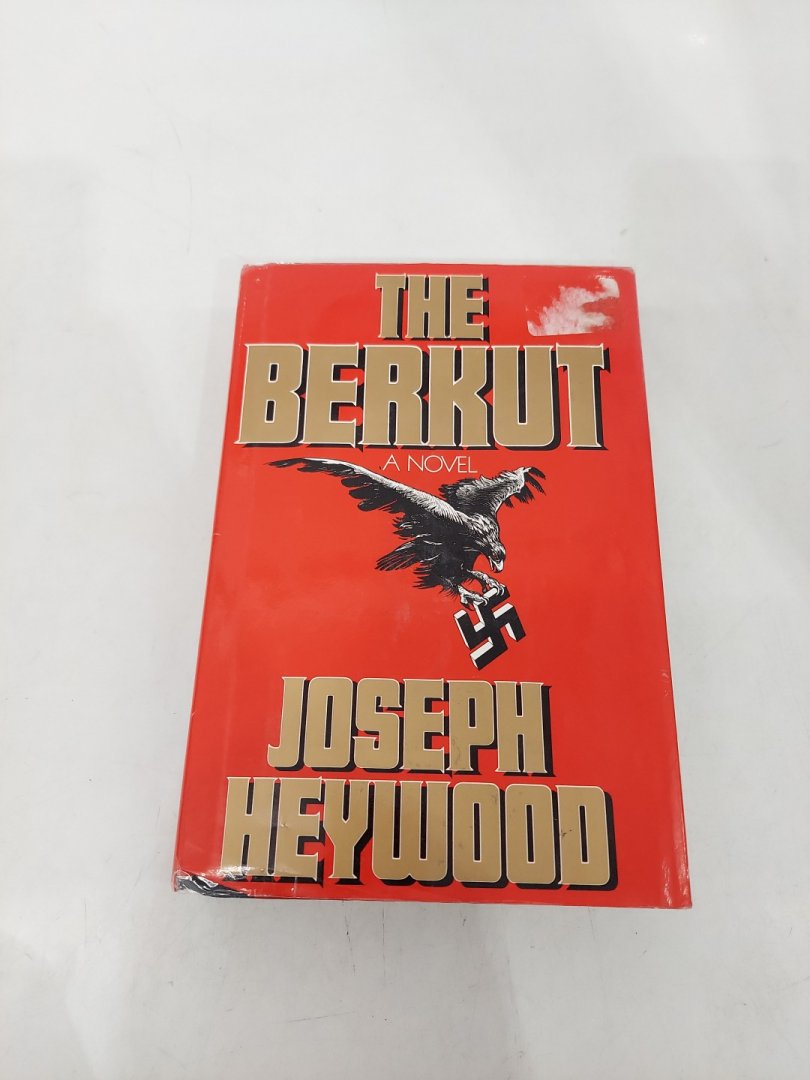 THE
BERKUT
A NOVEL
JOSEPH
HEYWOOD